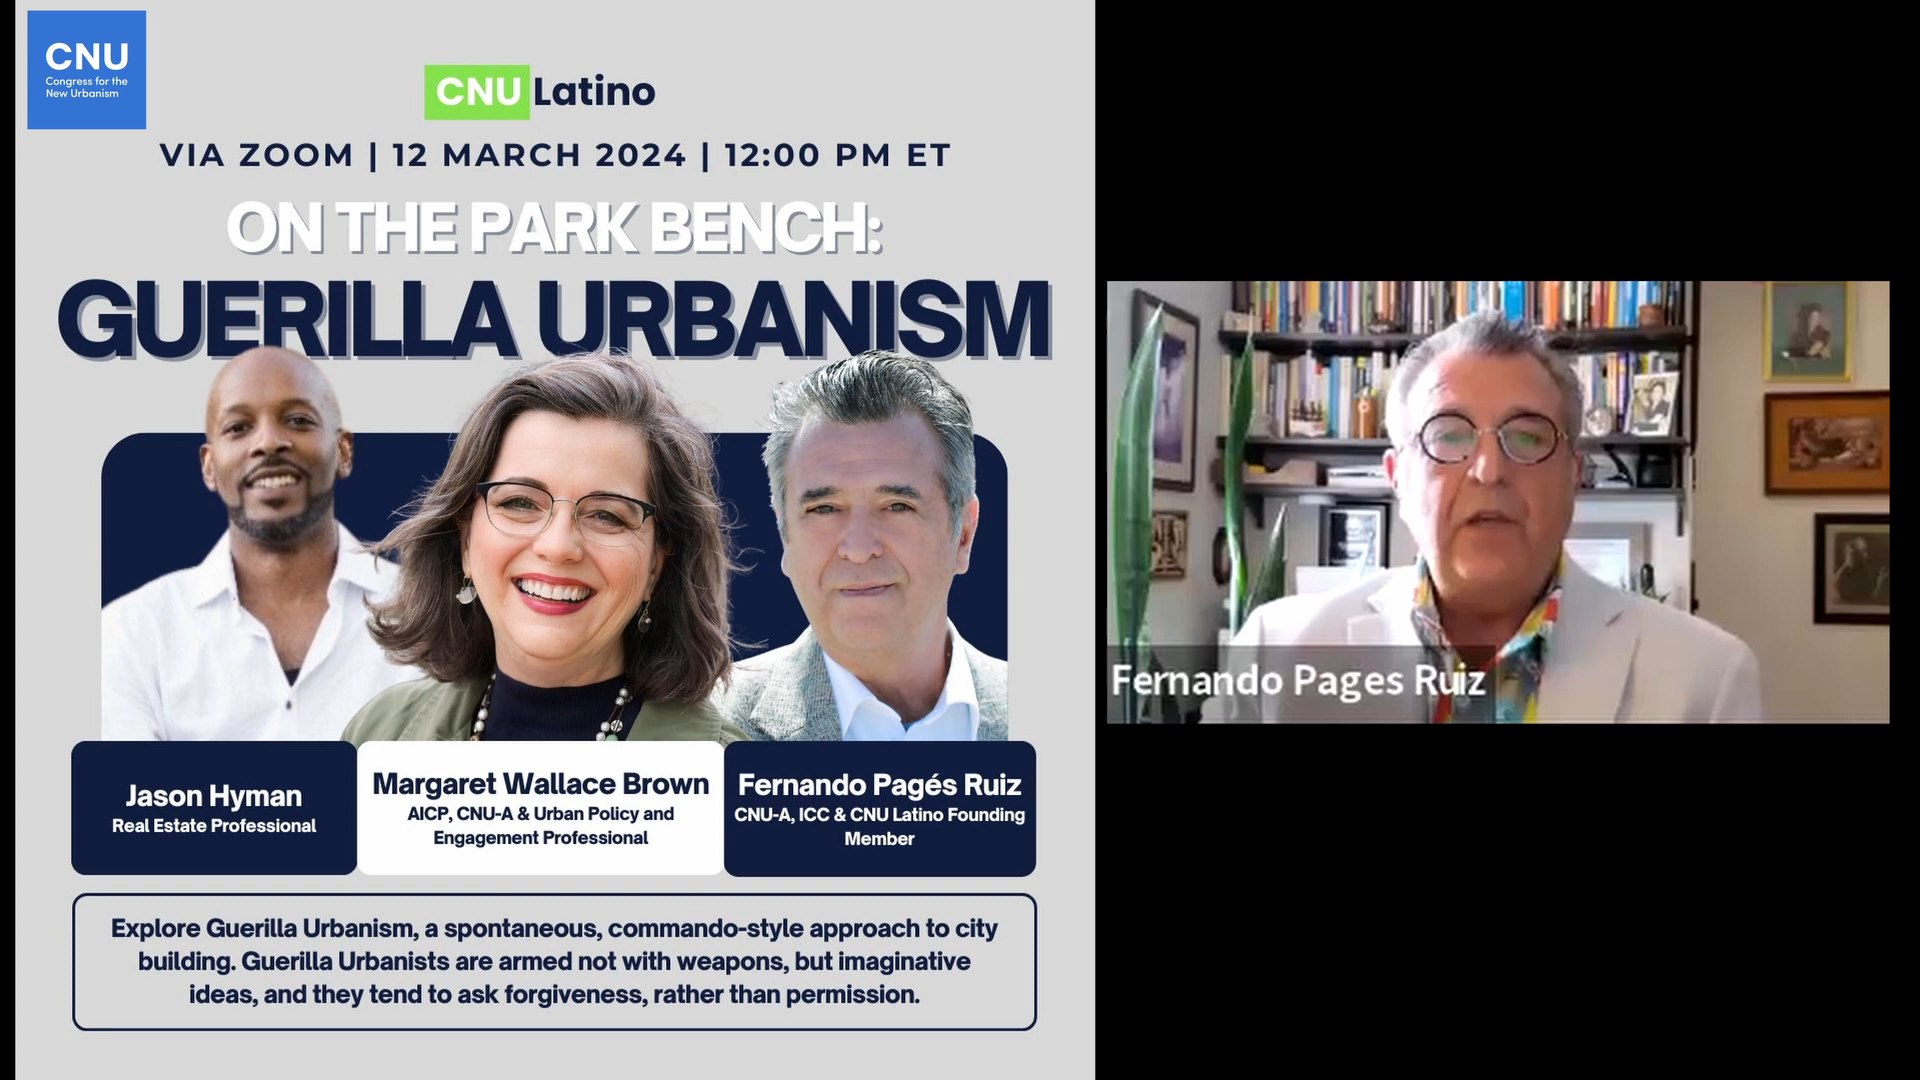 CNU
Congress for the
New Urbanism
CNU Latino
VIA ZOOM | 12 MARCH 2024 | 12:00 PM ET
ON THE PARK BENCH:
GUERILLA URBANISM
Jason Hyman
Real Estate Professional
Margaret Wallace Brown
AICP, CNU-A & Urban Policy and
Engagement Professional
Fernando Pagés Ruiz
CNU-A, ICC & CNU Latino Founding
Member
Explore Guerilla Urbanism, a spontaneous, commando-style approach to city
building. Guerilla Urbanists are armed not with weapons, but imaginative
ideas, and they tend to ask forgiveness, rather than permission.
Fernando Pages Ruiz